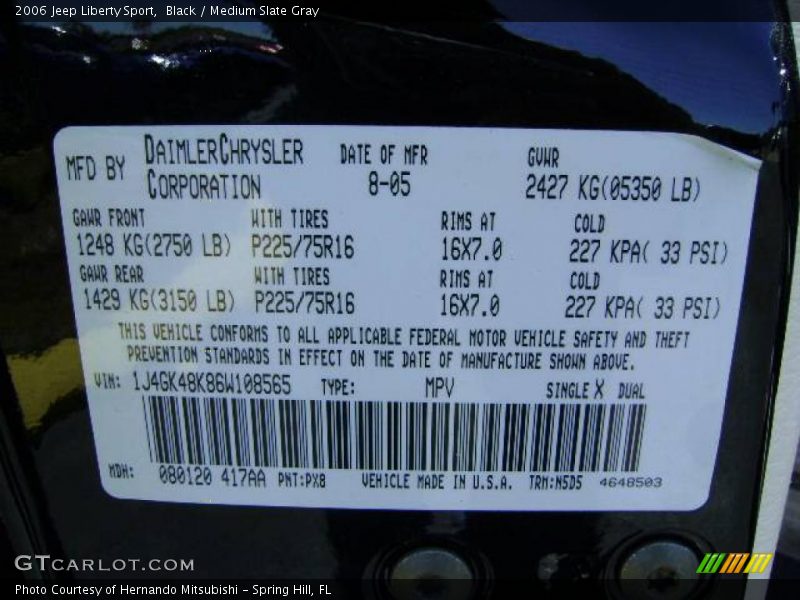 2006 Jeep Liberty Sport,  Black / Medium Slate Gray
MFD BY DAIMLERCHRYSLER CORPORATION DATE OF MFR 8-05 GVWR 2427 KG(05350 LB)
GAWR FRONT WITH TIRES RIMS AT COLD
1248 KG(2750 LB) P225/75R16 16X7.0 227 KPA( 33 PSI)
GAWR REAR WITH TIRES RIMS AT COLD
1429 KG(3150 LB) P225/75R16 16X7.0 227 KPA( 33 PSI)
THIS VEHICLE CONFORMS TO ALL APPLICABLE FEDERAL MOTOR VEHICLE SAFETY AND THEFT
PREVENTION STANDARDS IN EFFECT ON THE DATE OF MANUFACTURE SHOWN ABOVE.
VIN: 1J4GK48K86W108565 TYPE: MPV SINGLE X DUAL
MDH: 080120 417AA PNT:PX8 VEHICLE MADE IN U.S.A. TRM:N5D5 4648503
GTCARLOT.COM
Photo Courtesy of Hernando Mitsubishi - Spring Hill, FL